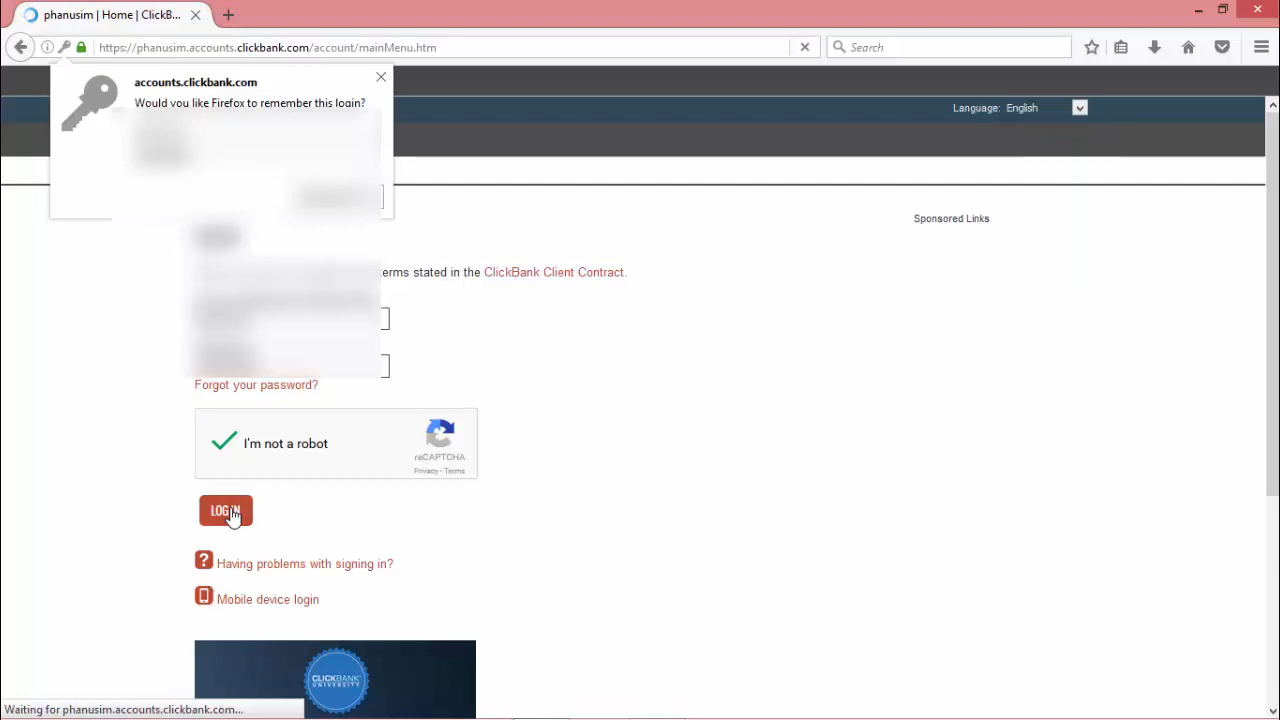 phanusim | Home | ClickB...
https://phanusim.accounts.clickbank.com/account/mainMenu.htm
Search
accounts.clickbank.com
Would you like Firefox to remember this login?
Language: English
Sponsored Links
terms stated in the ClickBank Client Contract.
Forgot your password?
I'm not a robot
reCAPTCHA
Privacy - Terms
LOGIN
Having problems with signing in?
Mobile device login
CLICKBANK
UNIVERSITY
Waiting for phanusim.accounts.clickbank.com...